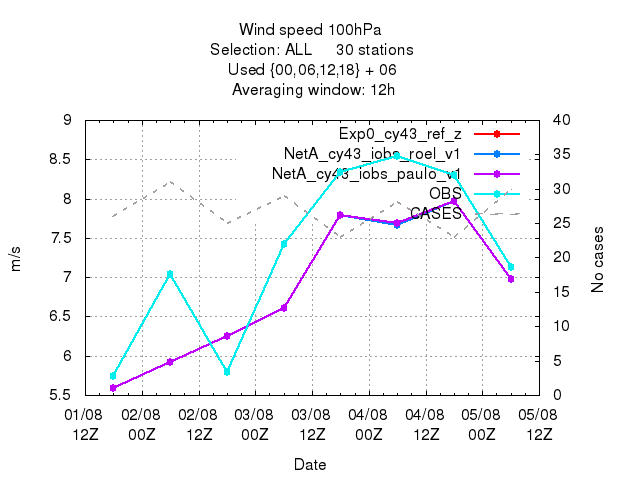 Wind speed 100hPa
Selection: ALL 30 stations
Used {00,06,12,18} + 06
Averaging window: 12h
Exp0_cy43_ref_z
NetA_cy43_iobs_roel_v1
NetA_cy43_iobs_paulo_v1
OBS
CASES
9
8.5
8
7.5
7
6.5
6
5.5
m/s
40
35
30
25
20
15
10
5
0
No cases
01/08 02/08 02/08 03/08 03/08 04/08 04/08 05/08 05/08
12Z 00Z 12Z 00Z 12Z 00Z 12Z 00Z 12Z
Date